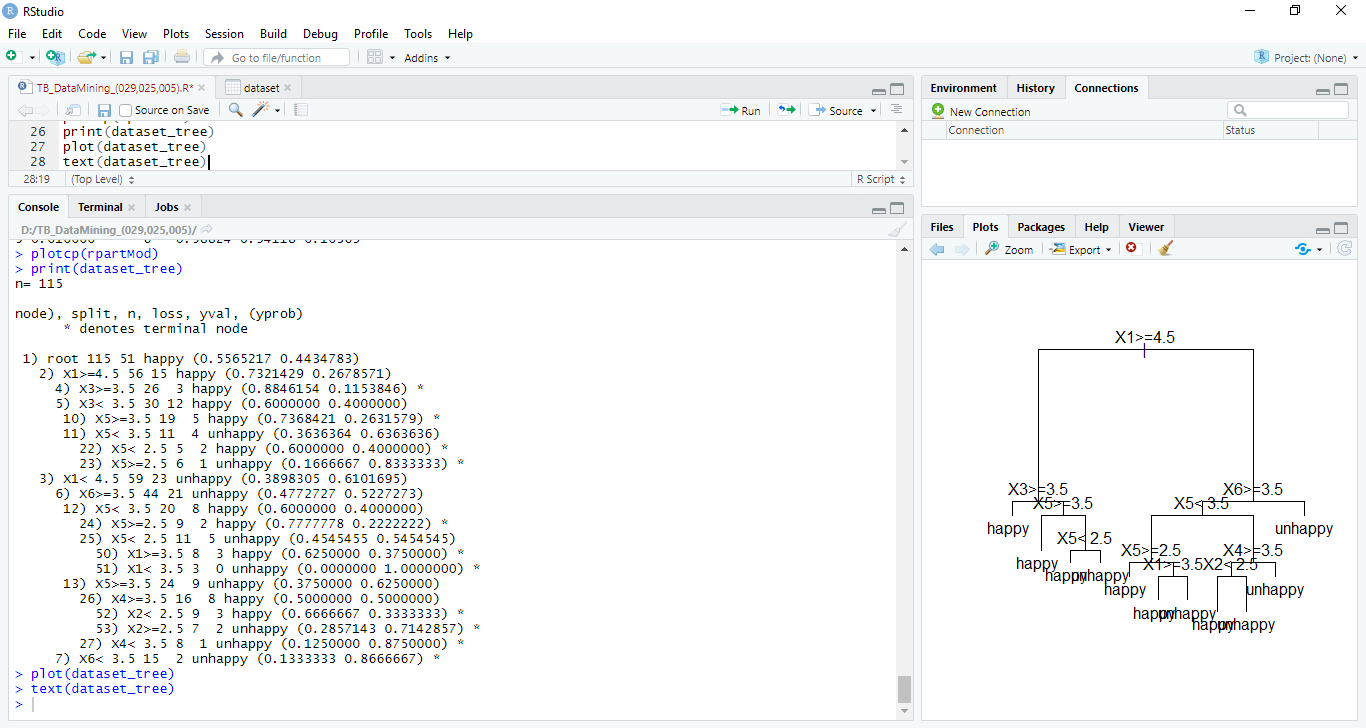 RStudio
File Edit Code View Plots Session Build Debug Profile Tools Help
Go to file/function Addins Project: (None)
TB_DataMining_(029,025,005).R* dataset
Source on Save Run Source
26 print(dataset_tree)
27 plot(dataset_tree)
28 text(dataset_tree)
28:19 (Top Level) R Script
Console Terminal Jobs
D:/TB_DataMining_(029,025,005)/
> plotcp(rpartMod)
> print(dataset_tree)
n= 115
node), split, n, loss, yval, (yprob)
* denotes terminal node
1) root 115 51 happy (0.5565217 0.4434783)
2) X1>=4.5 56 15 happy (0.7321429 0.2678571)
4) X3>=3.5 26 3 happy (0.8846154 0.1153846) *
5) X3< 3.5 30 12 happy (0.6000000 0.4000000)
10) X5>=3.5 19 5 happy (0.7368421 0.2631579) *
11) X5< 3.5 11 4 unhappy (0.3636364 0.6363636)
22) X5< 2.5 5 2 happy (0.6000000 0.4000000) *
23) X5>=2.5 6 1 unhappy (0.1666667 0.8333333) *
3) X1< 4.5 59 23 unhappy (0.3898305 0.6101695)
6) X6>=3.5 44 21 unhappy (0.4772727 0.5227273)
12) X5< 3.5 20 8 happy (0.6000000 0.4000000)
24) X5>=2.5 9 2 happy (0.7777778 0.2222222) *
25) X5< 2.5 11 5 unhappy (0.4545455 0.5454545)
50) X1>=3.5 8 3 happy (0.6250000 0.3750000) *
51) X1< 3.5 3 0 unhappy (0.0000000 1.0000000) *
13) X5>=3.5 24 9 unhappy (0.3750000 0.6250000)
26) X4>=3.5 16 8 happy (0.5000000 0.5000000)
52) X2< 2.5 9 3 happy (0.6666667 0.3333333) *
53) X2>=2.5 7 2 unhappy (0.2857143 0.7142857) *
27) X4< 3.5 8 1 unhappy (0.1250000 0.8750000) *
7) X6< 3.5 15 2 unhappy (0.1333333 0.8666667) *
> plot(dataset_tree)
> text(dataset_tree)
>
Environment History Connections
New Connection
Connection Status
Files Plots Packages Help Viewer
Zoom Export
X1>=4.5
X3>=3.5 X6>=3.5
X5>=3.5 X5< 3.5
happy unhappy
X5< 2.5
X5>=2.5 X4>=3.5
happy X1>=3.5 X2< 2.5
happy unhappy
happy unhappy
happy unhappy
happy unhappy